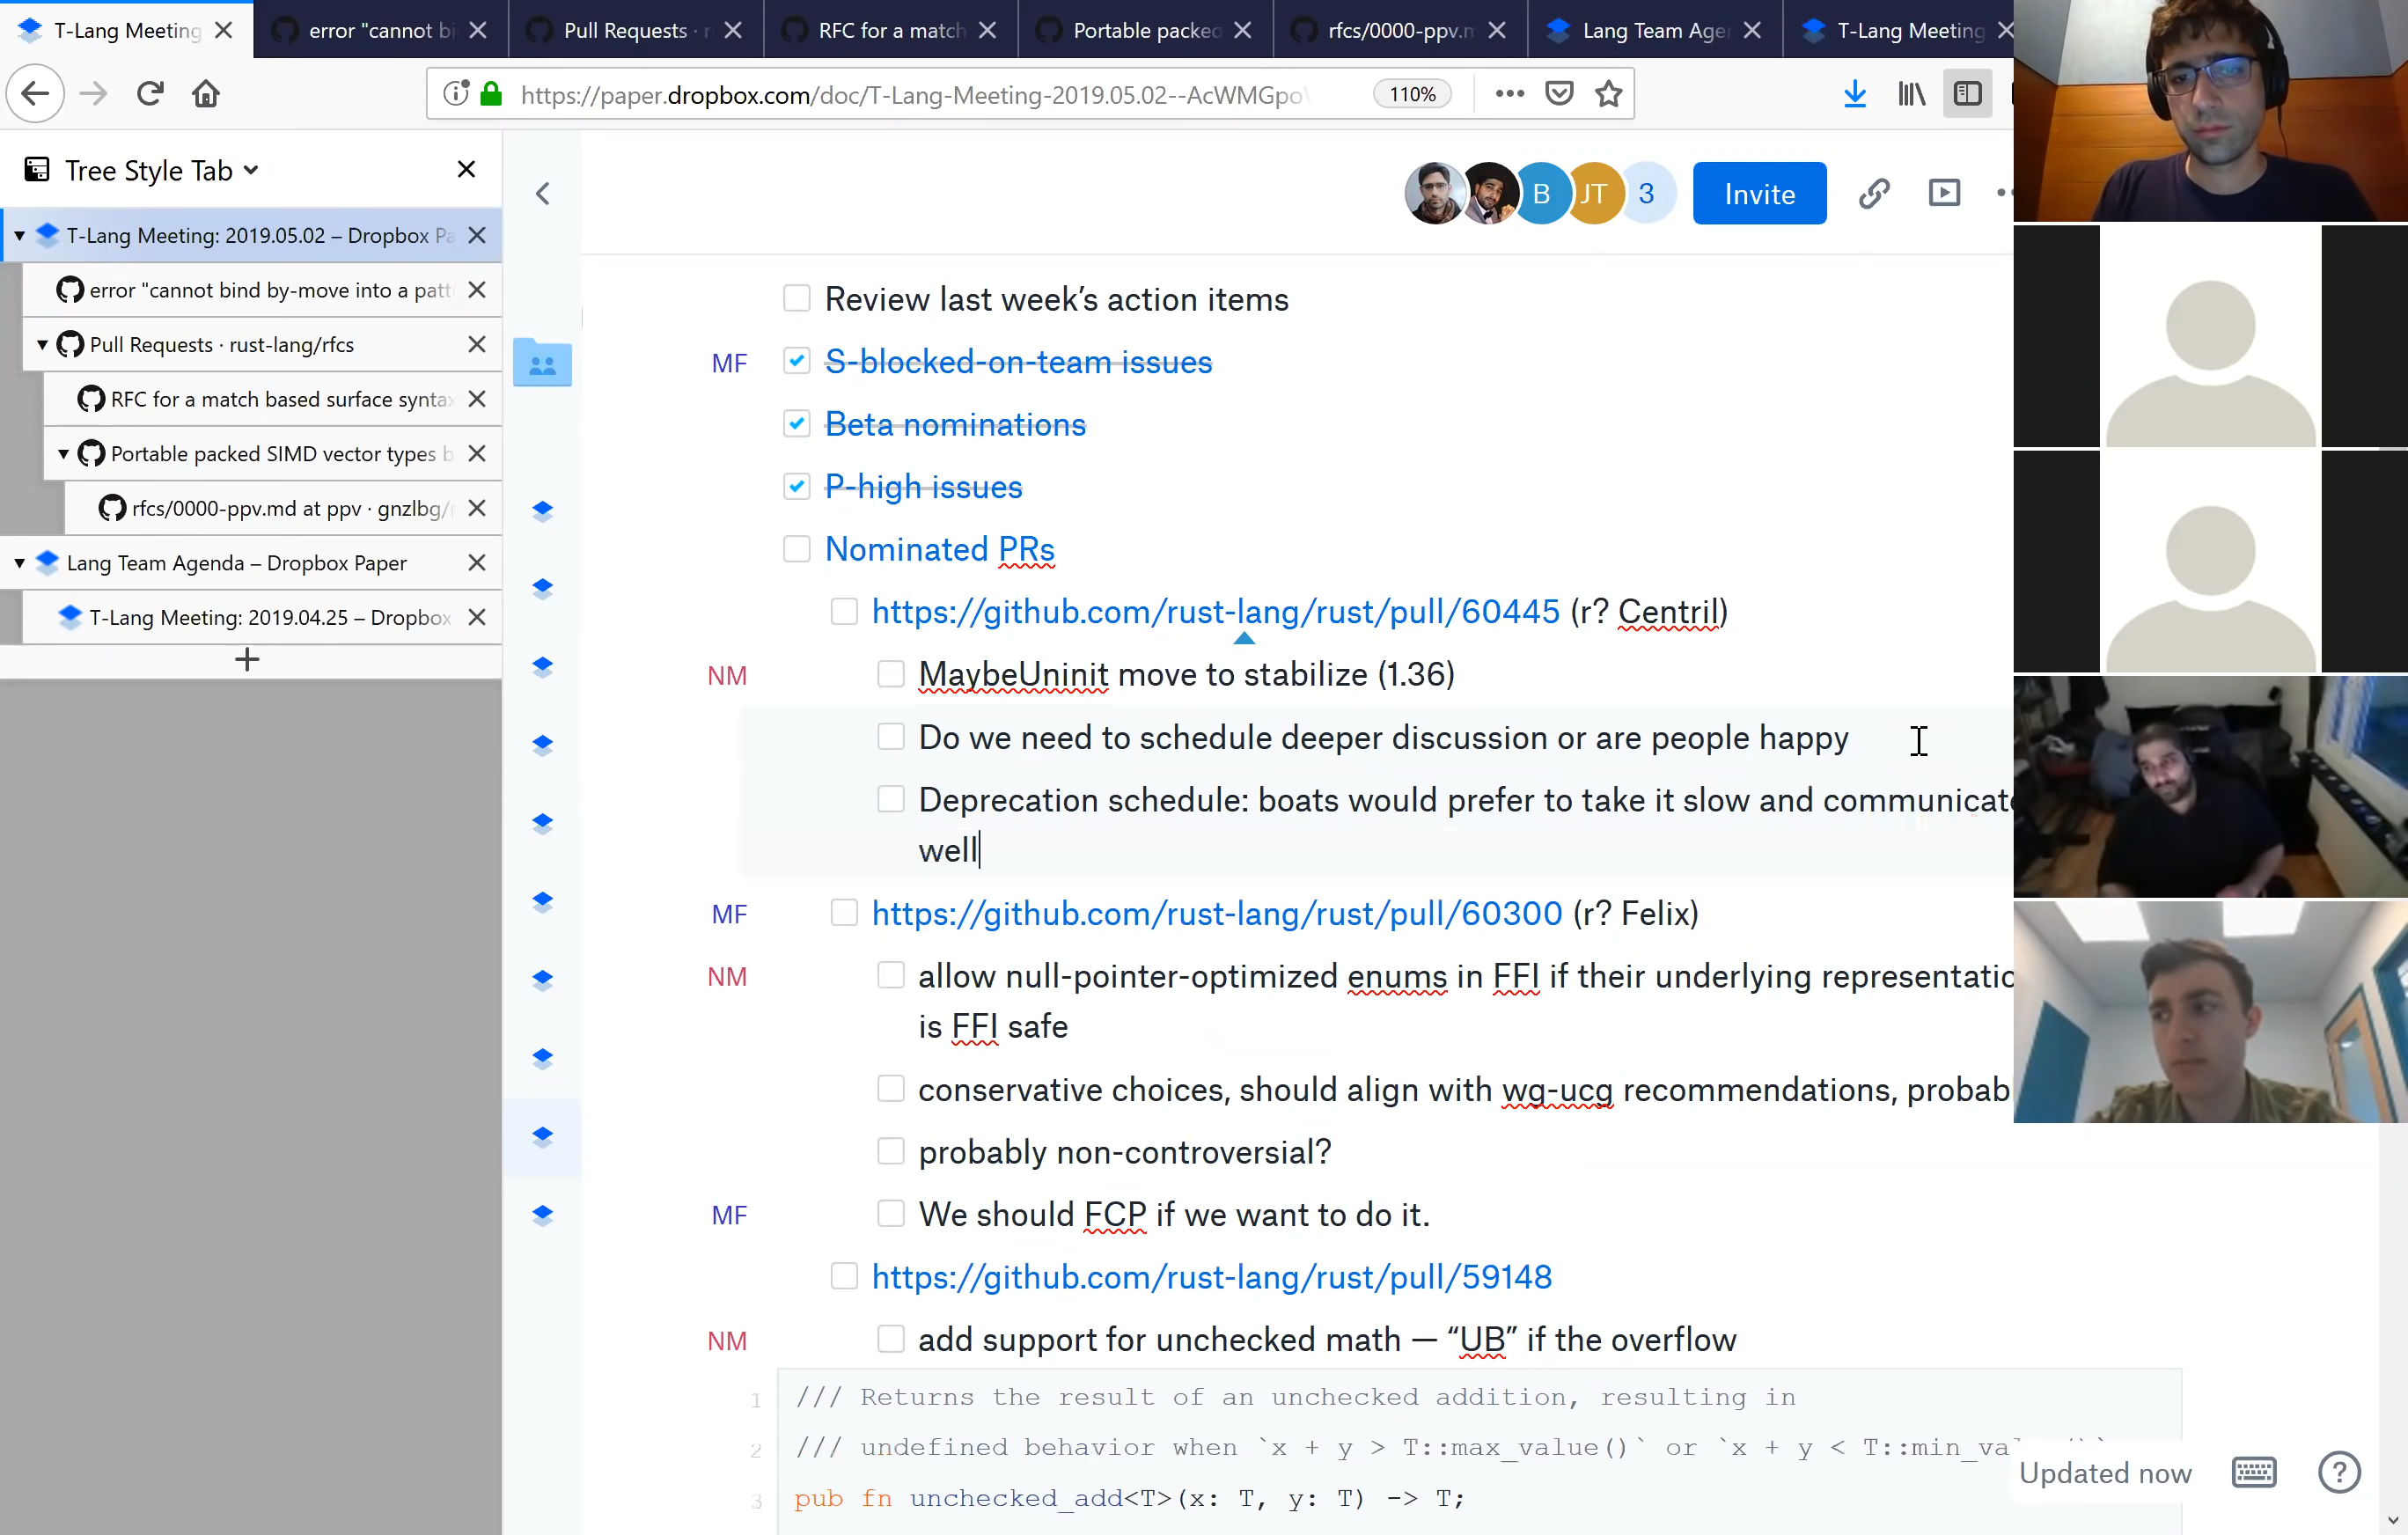 T-Lang Meeting
error "cannot bi
Pull Requests · r
RFC for a match
Portable packed
rfcs/0000-ppv.m
Lang Team Age
T-Lang Meeting
https://paper.dropbox.com/doc/T-Lang-Meeting-2019.05.02--AcWMGpo
110%
Tree Style Tab
T-Lang Meeting: 2019.05.02 – Dropbox Pa
error "cannot bind by-move into a patt
Pull Requests · rust-lang/rfcs
RFC for a match based surface syntax
Portable packed SIMD vector types b
rfcs/0000-ppv.md at ppv · gnzlbg/
Lang Team Agenda – Dropbox Paper
T-Lang Meeting: 2019.04.25 – Dropbox
B
JT
3
Invite
Review last week’s action items
MF S-blocked-on-team issues
Beta nominations
P-high issues
Nominated PRs
https://github.com/rust-lang/rust/pull/60445 (r? Centril)
NM MaybeUninit move to stabilize (1.36)
Do we need to schedule deeper discussion or are people happy
Deprecation schedule: boats would prefer to take it slow and communicate
well
MF https://github.com/rust-lang/rust/pull/60300 (r? Felix)
NM allow null-pointer-optimized enums in FFI if their underlying representatio
is FFI safe
conservative choices, should align with wg-ucg recommendations, probab
probably non-controversial?
MF We should FCP if we want to do it.
https://github.com/rust-lang/rust/pull/59148
NM add support for unchecked math — “UB” if the overflow
1 /// Returns the result of an unchecked addition, resulting in
2 /// undefined behavior when `x + y > T::max_value()` or `x + y < T::min_va
3 pub fn unchecked_add<T>(x: T, y: T) -> T;
Updated now